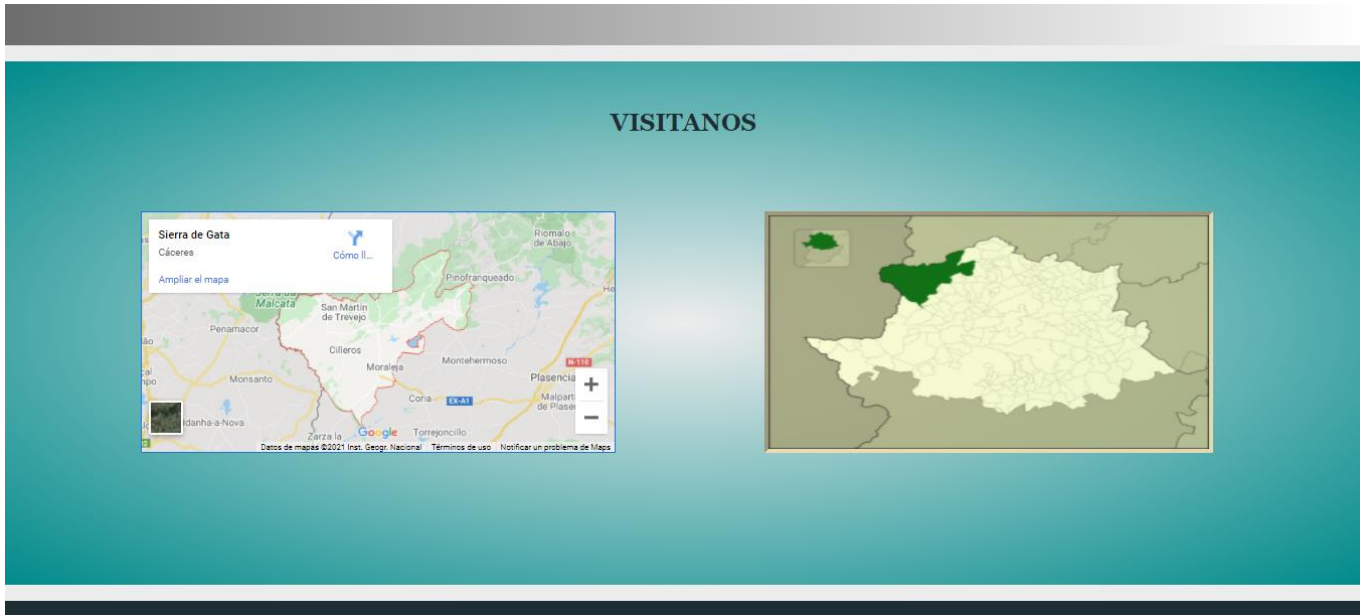 VISITANOS
Sierra de Gata
Cáceres
Cómo ll...
Ampliar el mapa
Riomalo
de Abajo
Pinofranqueado
Malcata
San Martín
de Trevejo
Penamacor
Cilleros
Moraleja
Montehermoso
N-110
Plasencia
Monsanto
Coria
EX-A1
Malpart
de Plasen
Idanha-a-Nova
Zarza la
Google
Torrejoncillo
Datos de mapas ©2021 Inst. Geogr. Nacional
Términos de uso
Notificar un problema de Maps